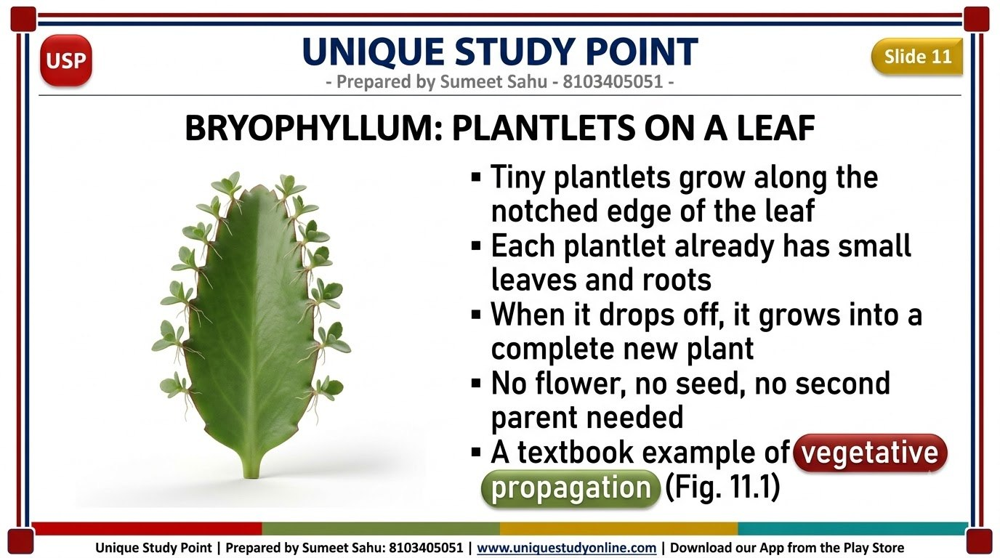 USP
UNIQUE STUDY POINT
- Prepared by Sumeet Sahu - 8103405051 -
Slide 11
BRYOPHYLLUM: PLANTLETS ON A LEAF
▪ Tiny plantlets grow along the
notched edge of the leaf
▪ Each plantlet already has small
leaves and roots
▪ When it drops off, it grows into a
complete new plant
▪ No flower, no seed, no second
parent needed
▪ A textbook example of vegetative
propagation (Fig. 11.1)
Unique Study Point | Prepared by Sumeet Sahu: 8103405051 | www.uniquestudyonline.com | Download our App from the Play Store